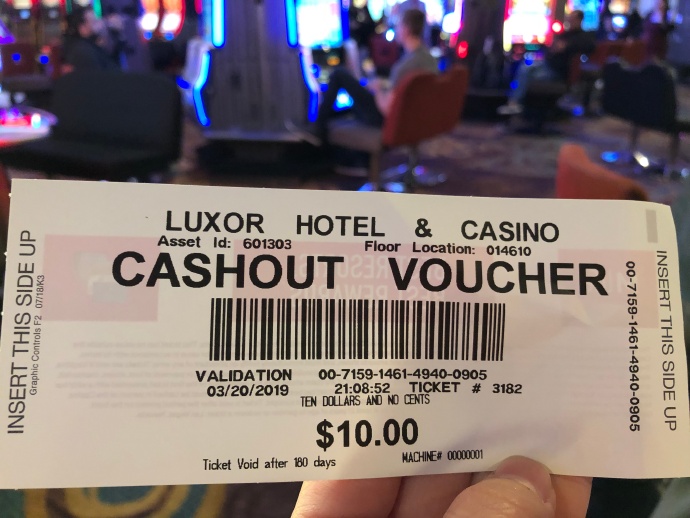 LUXOR HOTEL & CASINO
Asset Id: 601303 Floor Location: 014610
CASHOUT VOUCHER
VALIDATION 00-7159-1461-4940-0905
03/20/2019 21:08:52 TICKET # 3182
TEN DOLLARS AND NO CENTS
$10.00
Ticket Void after 180 days MACHINE# 00000001
INSERT THIS SIDE UP
Graphic Controls F2 07/18/K3
00-7159-1461-4940-0905
INSERT THIS SIDE UP